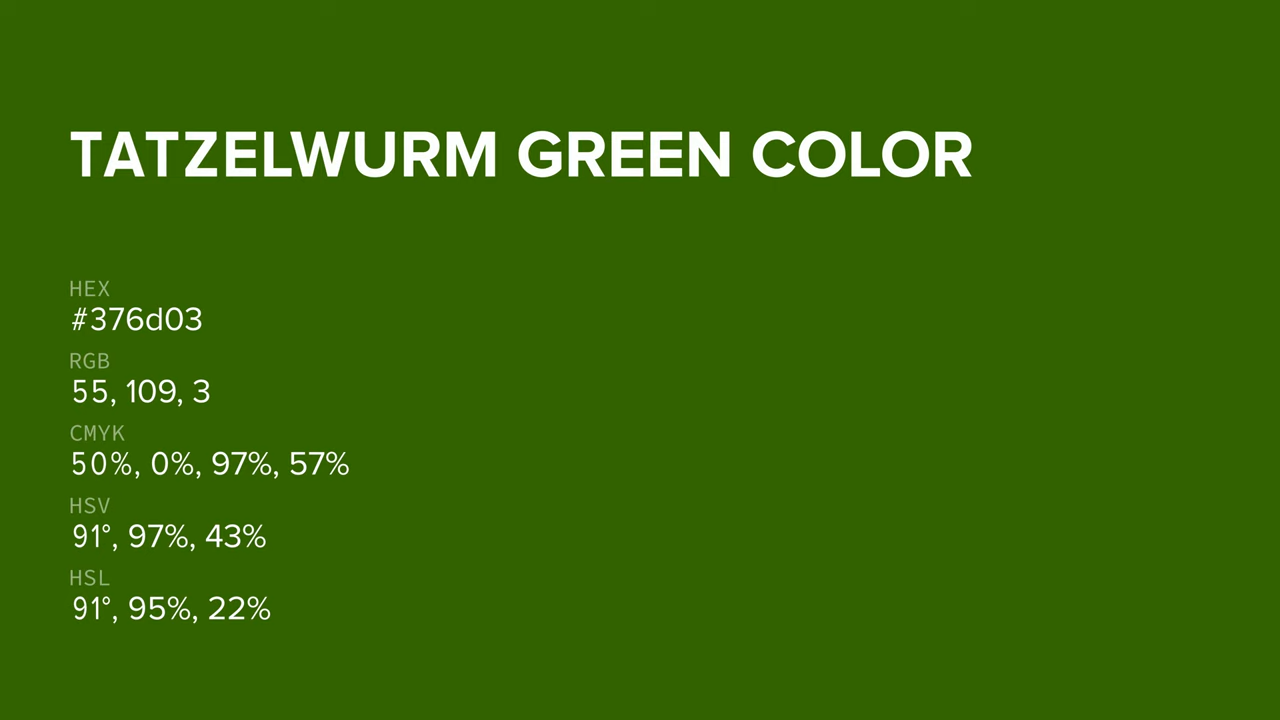 TATZELWURM GREEN COLOR
HEX
#376d03
RGB
55, 109, 3
CMYK
50%, 0%, 97%, 57%
HSV
91°, 97%, 43%
HSL
91°, 95%, 22%